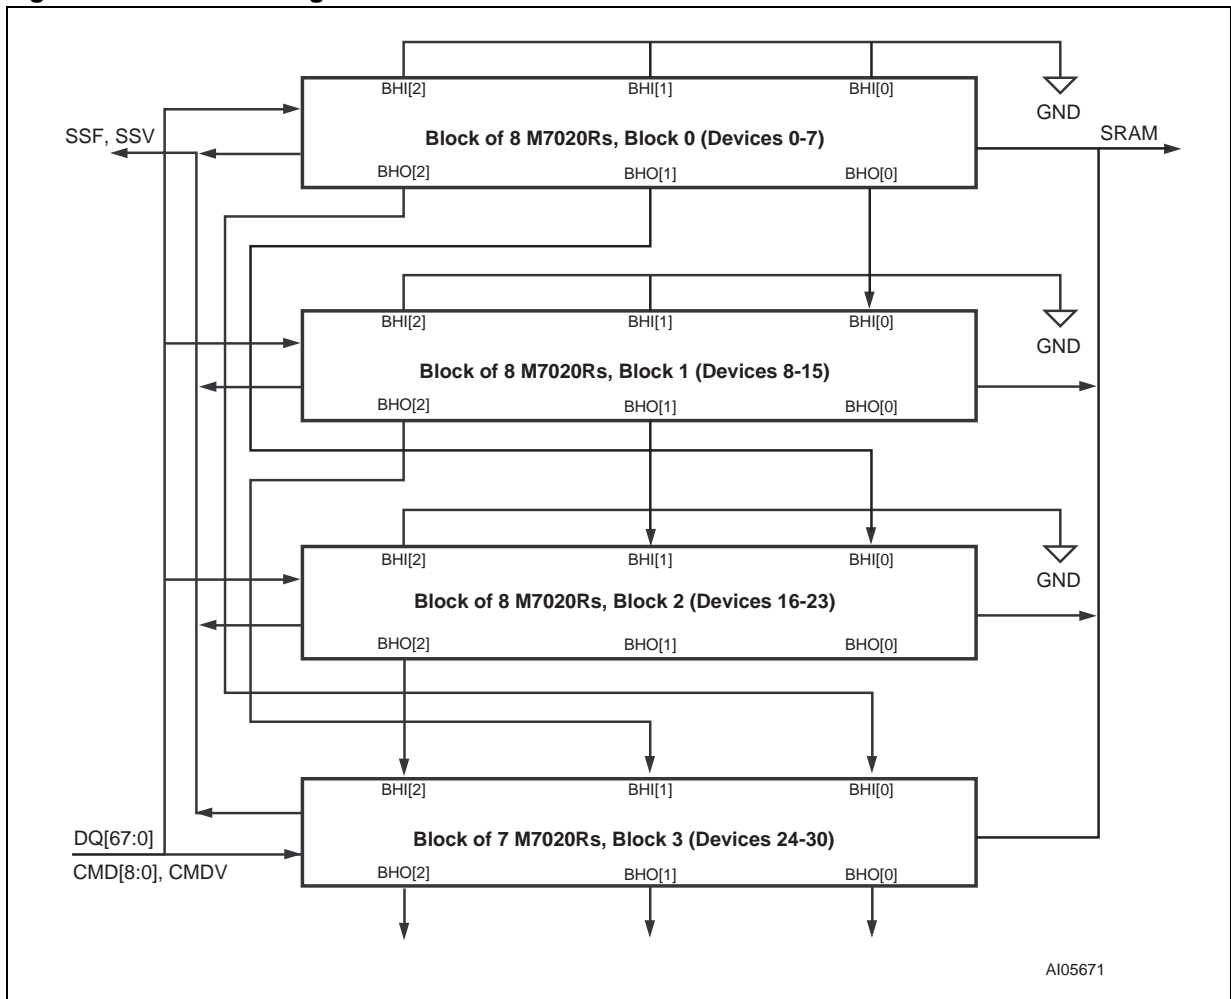 BHI[2] BHI[1] BHI[0]
GND
Block of 8 M7020Rs, Block 0 (Devices 0-7)
SSF, SSV
SRAM
BHO[2] BHO[1] BHO[0]
BHI[2] BHI[1] BHI[0]
GND
Block of 8 M7020Rs, Block 1 (Devices 8-15)
BHO[2] BHO[1] BHO[0]
BHI[2] BHI[1] BHI[0]
GND
Block of 8 M7020Rs, Block 2 (Devices 16-23)
BHO[2] BHO[1] BHO[0]
BHI[2] BHI[1] BHI[0]
DQ[67:0]
Block of 7 M7020Rs, Block 3 (Devices 24-30)
CMD[8:0], CMDV
BHO[2] BHO[1] BHO[0]
AI05671